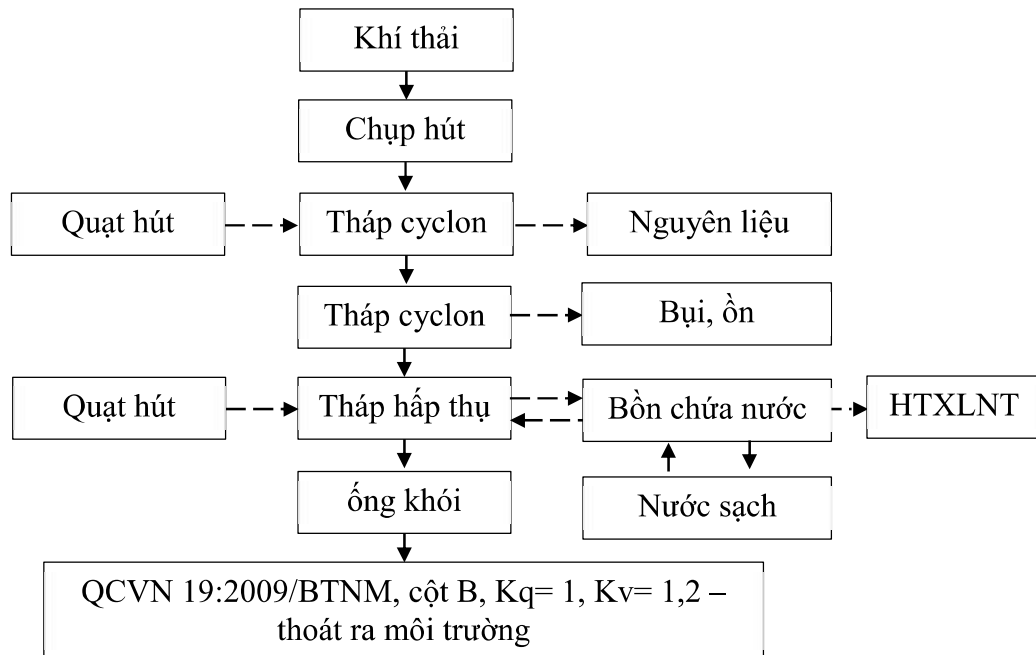 Khí thải
Chụp hút
Quạt hút
Tháp cyclon
Nguyên liệu
Tháp cyclon
Bụi, ồn
Quạt hút
Tháp hấp thụ
Bồn chứa nước
HTXLNT
ống khói
Nước sạch
QCVN 19:2009/BTNM, cột B, Kq= 1, Kv= 1,2 –
thoát ra môi trường